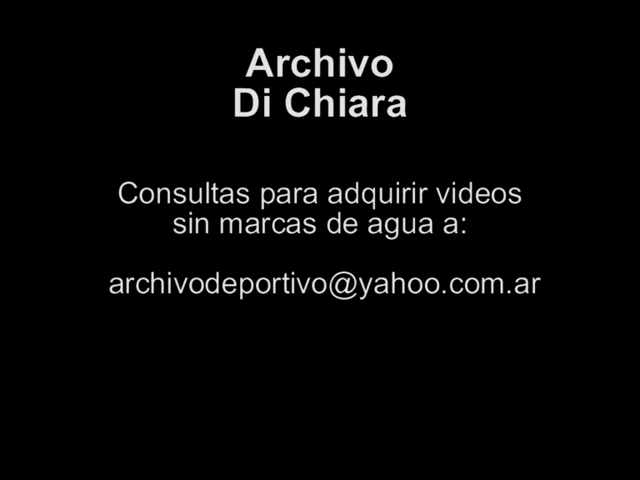 Archivo
Di Chiara
Consultas para adquirir videos
sin marcas de agua a:
archivodeportivo@yahoo.com.ar